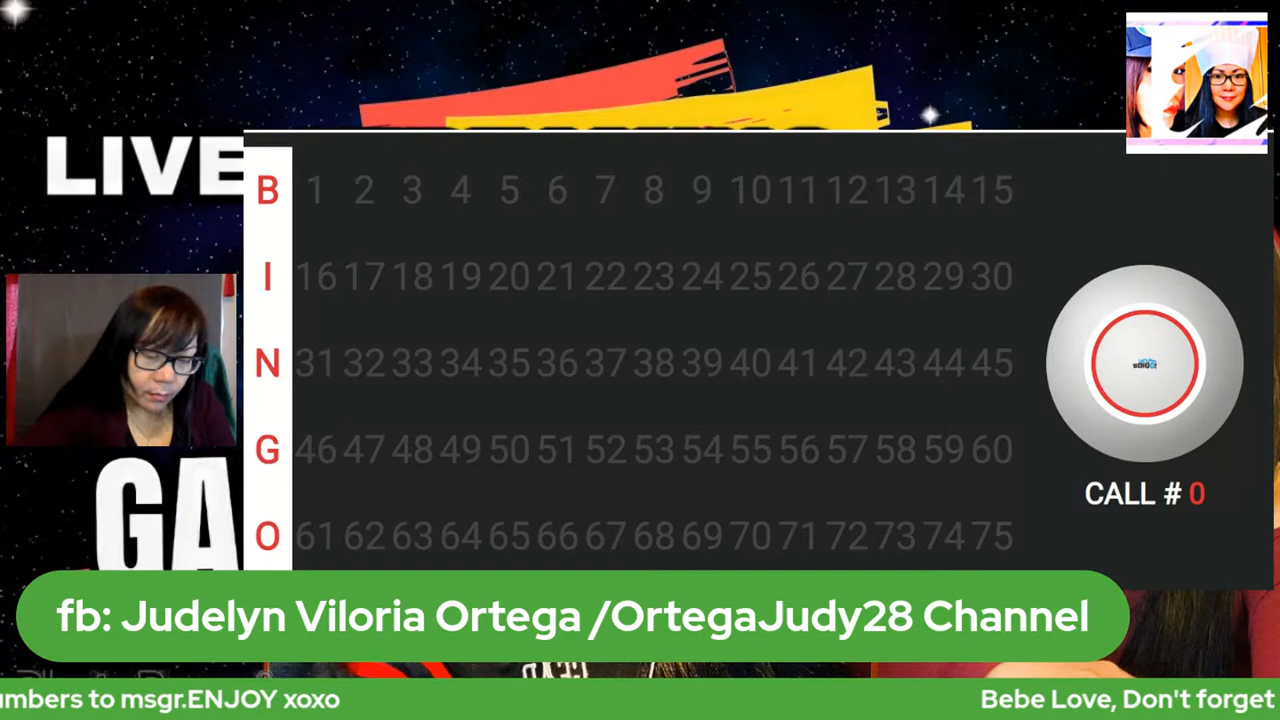 LIVE
B 1 2 3 4 5 6 7 8 9 10 11 12 13 14 15
I 16 17 18 19 20 21 22 23 24 25 26 27 28 29 30
N 31 32 33 34 35 36 37 38 39 40 41 42 43 44 45
G 46 47 48 49 50 51 52 53 54 55 56 57 58 59 60
O 61 62 63 64 65 66 67 68 69 70 71 72 73 74 75
CALL # 0
GA
fb: Judelyn Viloria Ortega /OrtegaJudy28 Channel
umbers to msgr.ENJOY xoxo
Bebe Love, Don't forget